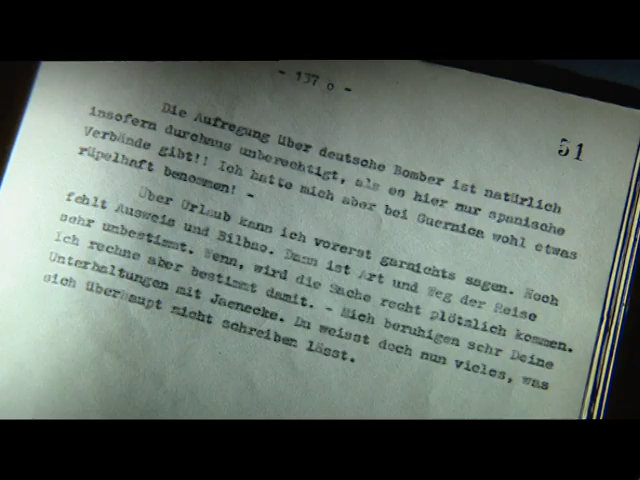 - 137 o -
51
Die Aufregung über deutsche Bomber ist natürlich
insofern durchaus unberechtigt, als es hier nur spanische
Verbände gibt!! Ich hatte mich aber bei Guernica wohl etwas
rüpelhaft benommen! -
Über Urlaub kann ich vorerst garnichts sagen. Noch
fehlt Ausweis und Bilbao. Dann ist Art und Weg der Reise
sehr unbestimmt. Wenn, wird die Sache recht plötzlich kommen.
Ich rechne aber bestimmt damit. - Mich beruhigen sehr Deine
Unterhaltungen mit Jaenecke. Du weisst doch nun vieles, was
sich überhaupt nicht schreiben lässt.